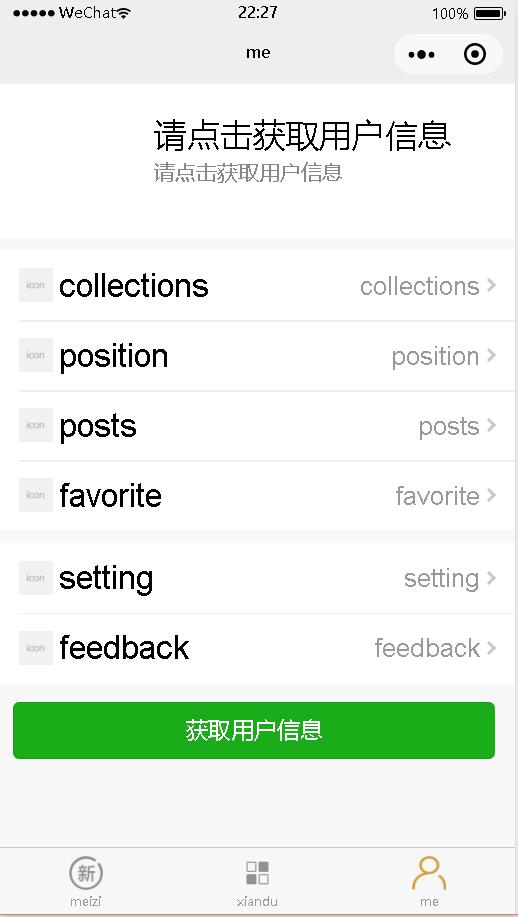 WeChat 22:27 100%
me
请点击获取用户信息
请点击获取用户信息
icon collections collections
icon position position
icon posts posts
icon favorite favorite
icon setting setting
icon feedback feedback
获取用户信息
新
meizi xiandu me